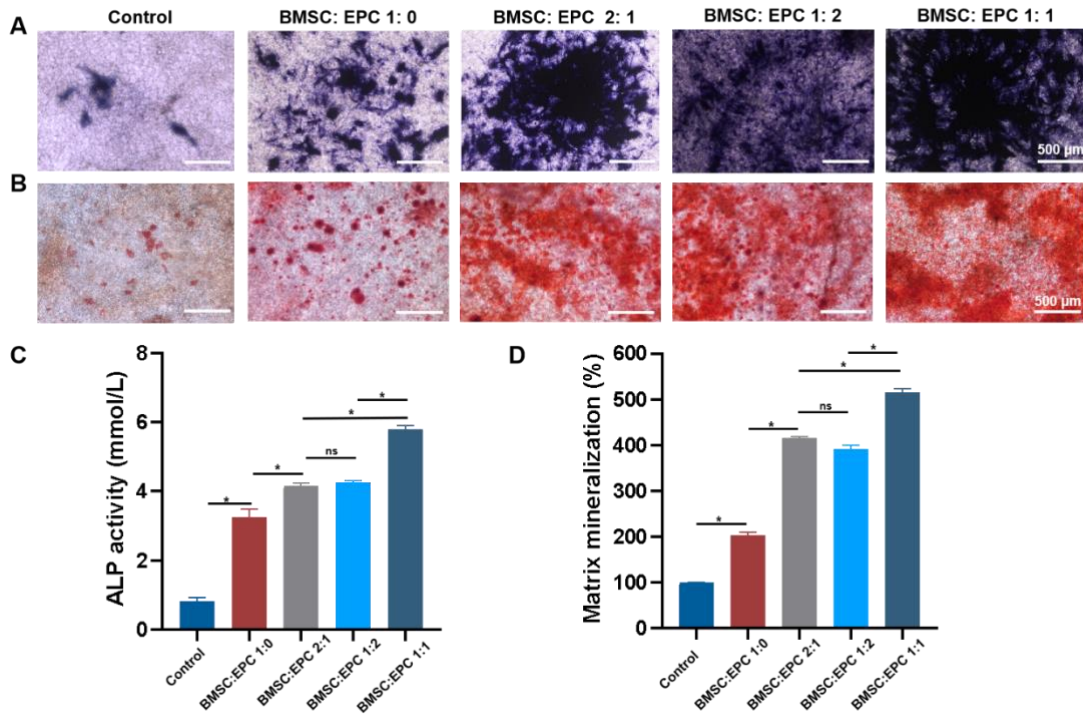 A
Control
BMSC: EPC 1: 0
BMSC: EPC 2: 1
BMSC: EPC 1: 2
BMSC: EPC 1: 1
500 µm
B
500 µm
C
ALP activity (mmol/L)
8
6
4
2
0
*
*
ns
*
*
Control
BMSC:EPC 1:0
BMSC:EPC 2:1
BMSC:EPC 1:2
BMSC:EPC 1:1
D
Matrix mineralization (%)
600
500
400
300
200
100
0
*
*
ns
*
*
Control
BMSC:EPC 1:0
BMSC:EPC 2:1
BMSC:EPC 1:2
BMSC:EPC 1:1